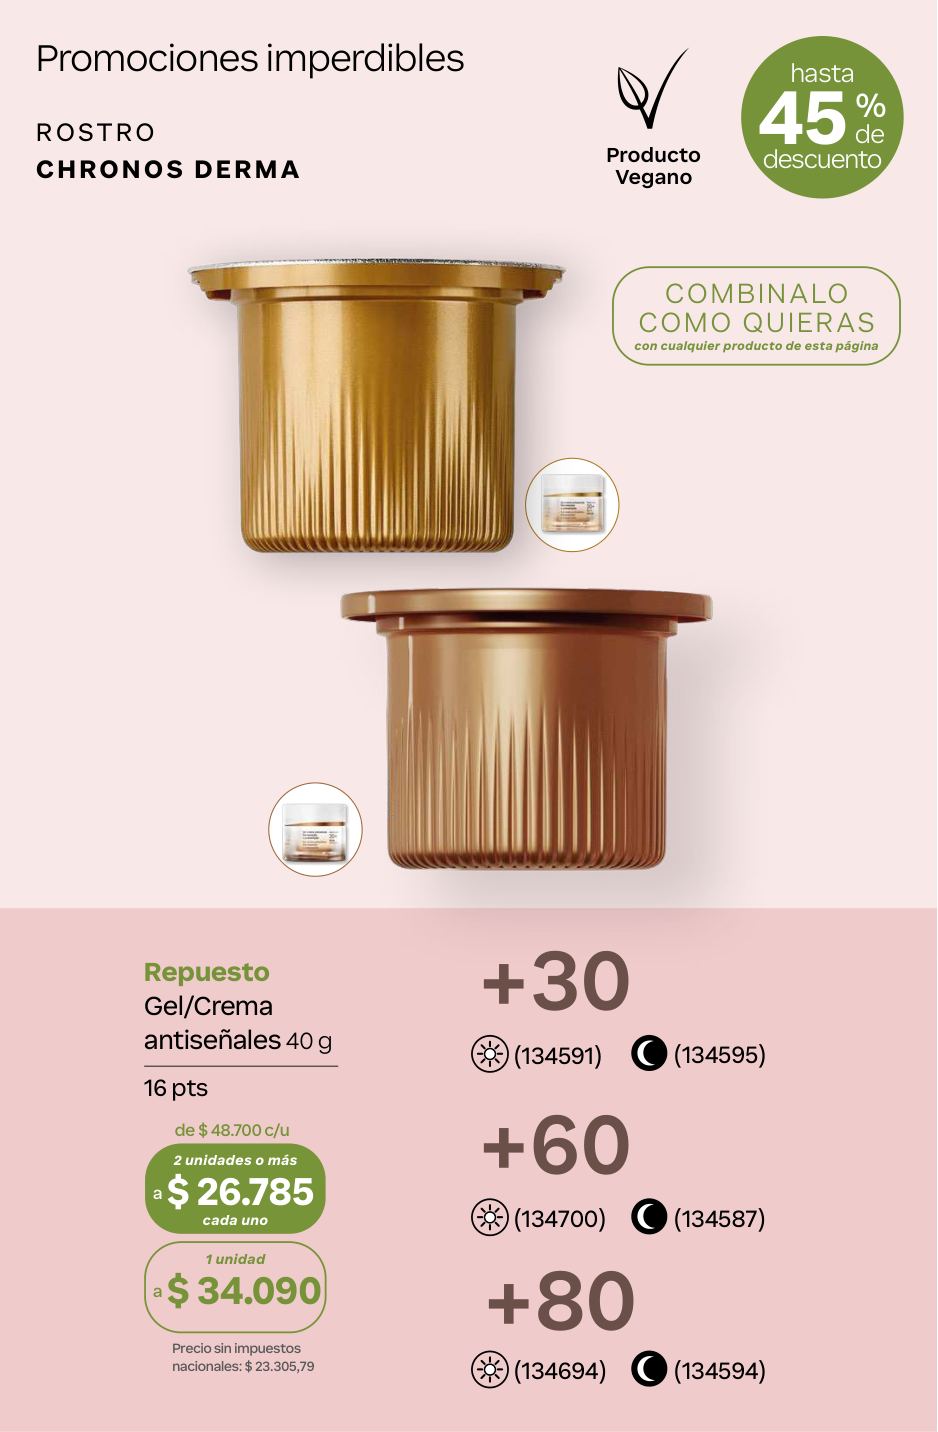 Promociones imperdibles
ROSTRO
CHRONOS DERMA
Producto
Vegano
hasta
45 %
de
descuento
COMBINALO
COMO QUIERAS
con cualquier producto de esta página
Repuesto
Gel/Crema
antiseñales 40 g
16 pts
de $ 48.700 c/u
2 unidades o más
a $ 26.785
cada uno
1 unidad
a $ 34.090
Precio sin impuestos
nacionales: $ 23.305,79
+30
(134591) (134595)
+60
(134700) (134587)
+80
(134694) (134594)